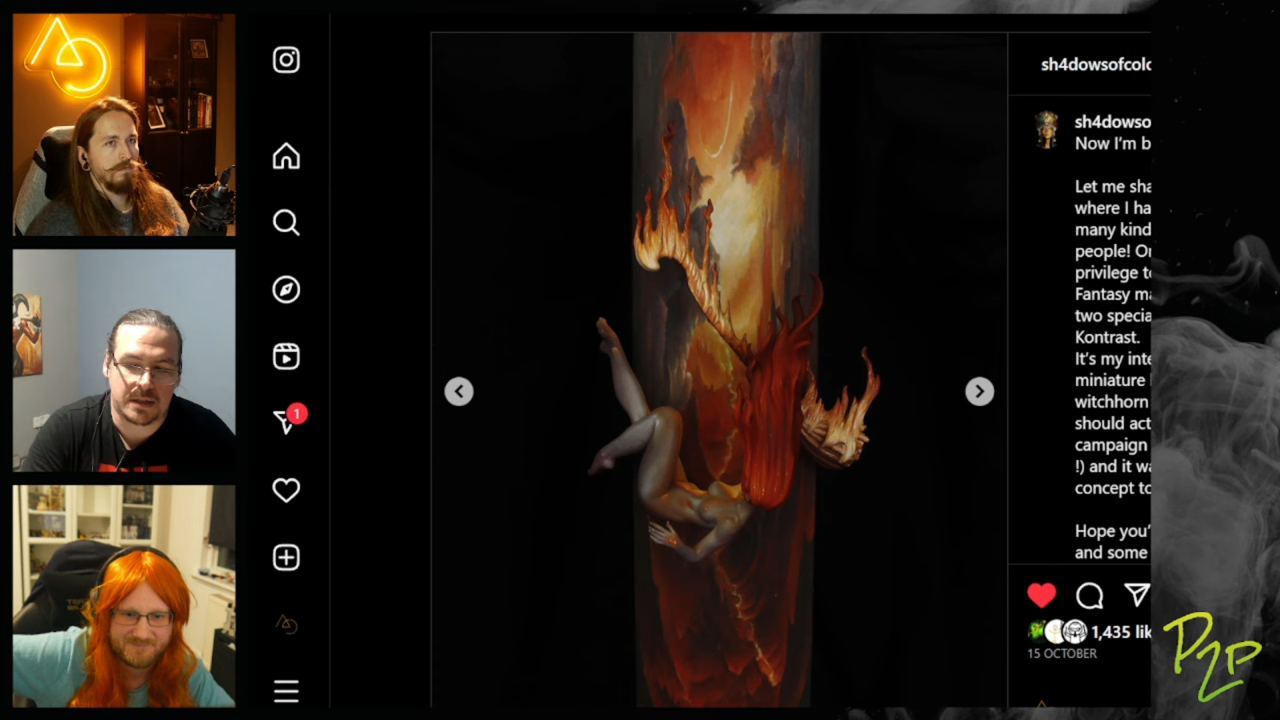 1
sh4dowsofcolo
sh4dowso
Now I'm b
Let me sha
where I ha
many kind
people! Or
privilege to
Fantasy ma
two specia
Kontrast.
It's my inte
miniature
witchhorn
should act
campaign
!) and it wa
concept to
Hope you'
and some
1,435 lik
15 OCTOBER
P2P